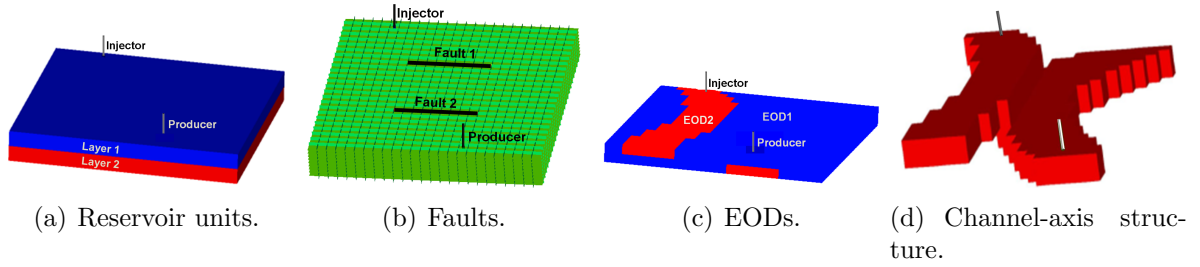 Injector
Producer
Layer 1
Layer 2
Injector
Fault 1
Fault 2
Producer
Injector
EOD2
EOD1
Producer
(a) Reservoir units.
(b) Faults.
(c) EODs.
(d) Channel-axis struc-
ture.